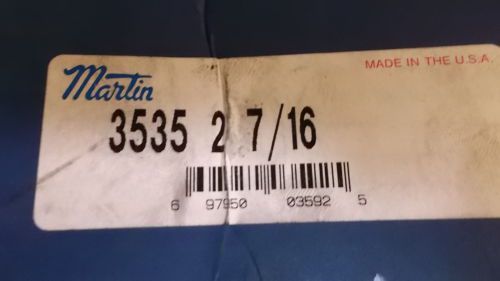 Martin
MADE IN THE U.S.A.
3535 2 7/16
6 97950 03592 5